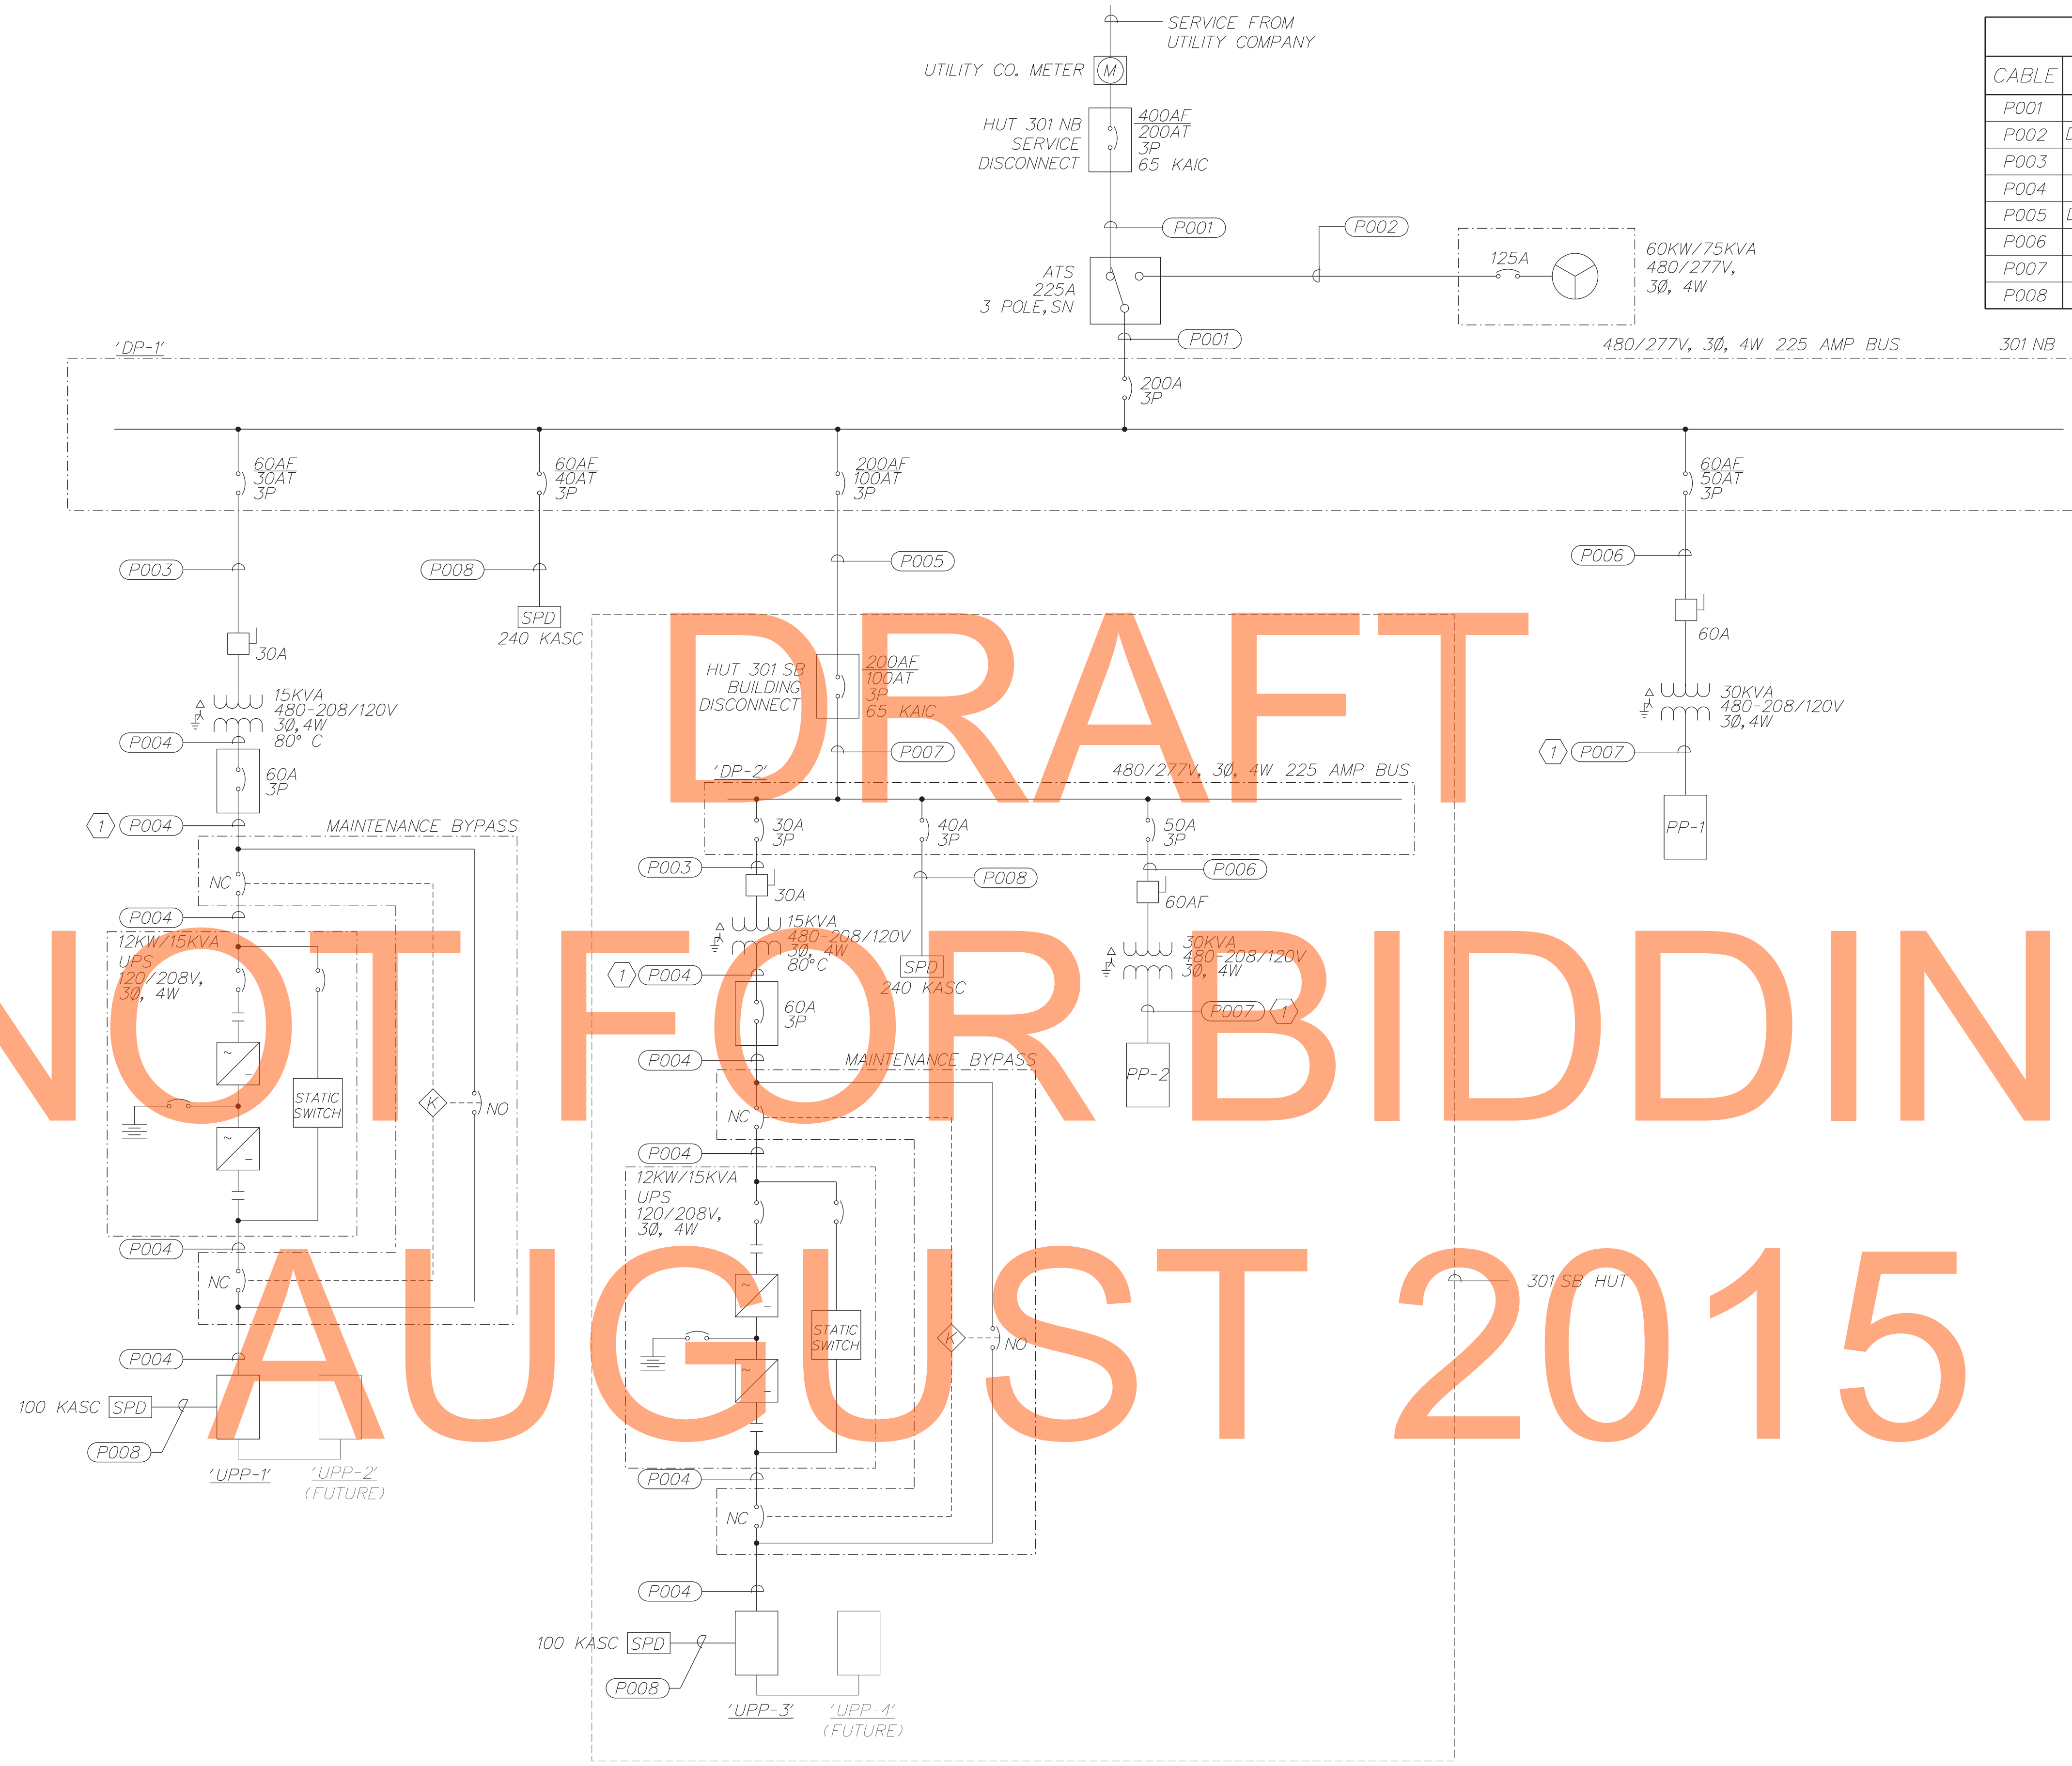 SERVICE FROM
UTILITY COMPANY
UTILITY CO. METER
M
HUT 301 NB
SERVICE
DISCONNECT
400AF
200AT
3P
65 KAIC
P001
P002
ATS
225A
3 POLE,SN
125A
60KW/75KVA
480/277V,
3Ø, 4W
P001
CABLE
P001
P002
P003
P004
P005
P006
P007
P008
'DP-1'
480/277V, 3Ø, 4W 225 AMP BUS
301 NB
200A
3P
60AF
30AT
3P
60AF
40AT
3P
200AF
100AT
3P
60AF
50AT
3P
P003
P008
P005
P006
SPD
240 KASC
30A
60A
15KVA
480-208/120V
3Ø,4W
80° C
P004
60A
3P
1
P004
MAINTENANCE BYPASS
NC
P004
12KW/15KVA
UPS
120/208V,
3Ø, 4W
~
–
~
–
STATIC
SWITCH
K
NO
P004
NC
P004
100 KASC
SPD
P008
'UPP-1'
'UPP-2'
(FUTURE)
HUT 301 SB
BUILDING
DISCONNECT
200AF
100AT
3P
65 KAIC
P007
'DP-2'
480/277V, 3Ø, 4W 225 AMP BUS
30A
3P
40A
3P
50A
3P
P003
P008
P006
30A
60AF
15KVA
480-208/120V
3Ø, 4W
80°C
SPD
240 KASC
30KVA
480-208/120V
3Ø, 4W
1
P004
P007
1
60A
3P
PP-2
P004
MAINTENANCE BYPASS
NC
P004
12KW/15KVA
UPS
120/208V,
3Ø, 4W
~
–
~
–
STATIC
SWITCH
K
NO
P004
NC
P004
100 KASC
SPD
P008
'UPP-3'
'UPP-4'
(FUTURE)
301 SB HUT
30KVA
480-208/120V
3Ø,4W
1
P007
PP-1
DRAFT
NOT FOR BIDDIN
AUGUST 2015